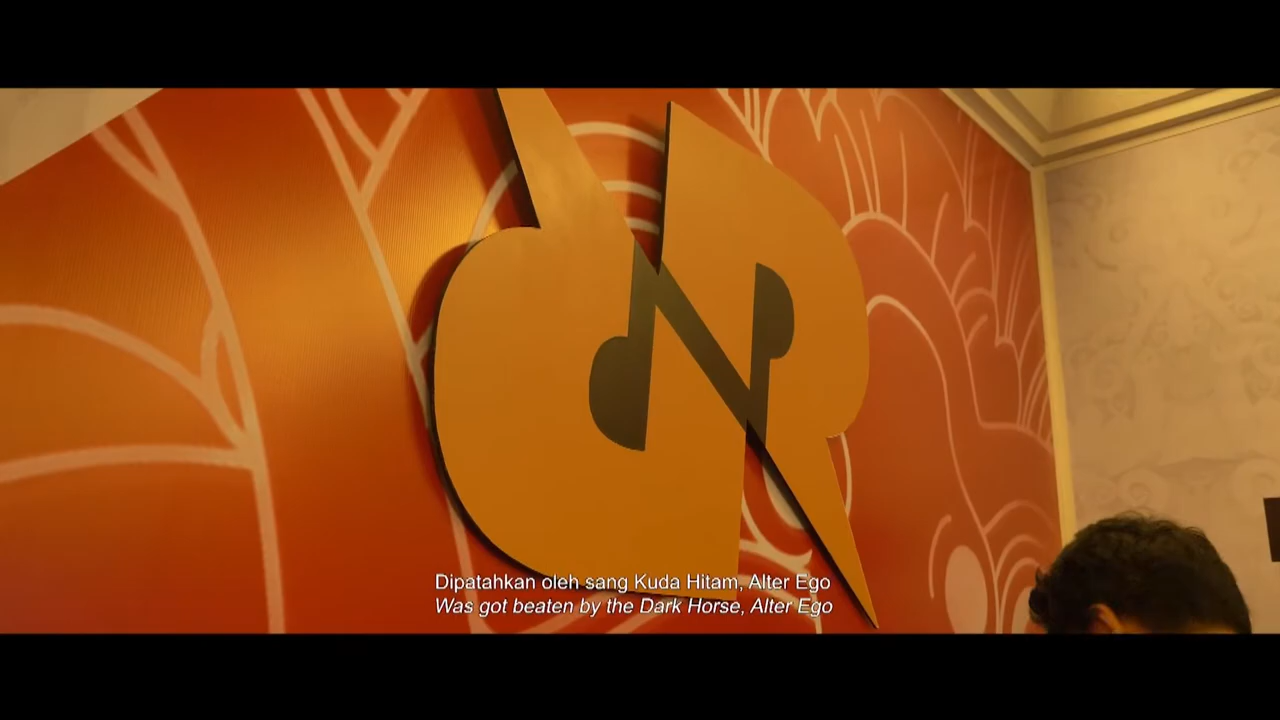 Dipatahkan oleh sang Kuda Hitam, Alter Ego
Was got beaten by the Dark Horse, Alter Ego